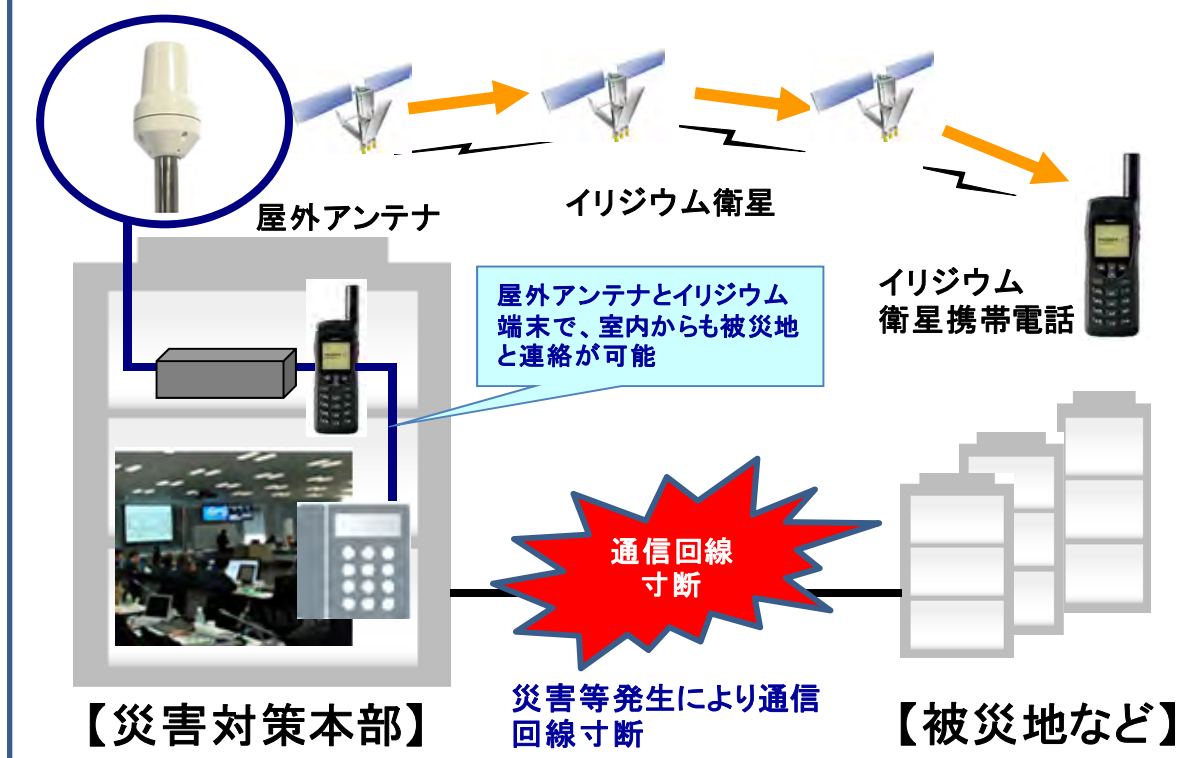 屋外アンテナ
イリジウム衛星
イリジウム
衛星携帯電話
屋外アンテナとイリジウム
端末で、室内からも被災地
と連絡が可能
通信回線
寸断
災害等発生により通信
回線寸断
【災害対策本部】
【被災地など】